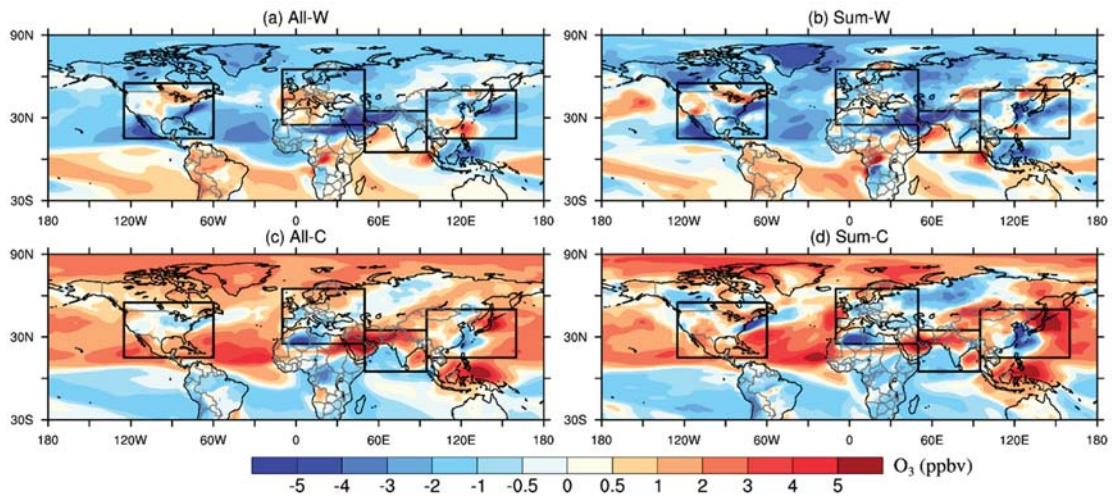 (a) All-W (b) Sum-W
90N 90N
30N 30N
30S 30S
180 120W 60W 0 60E 120E 180 180 120W 60W 0 60E 120E 180
(c) All-C (d) Sum-C
90N 90N
30N 30N
30S 30S
180 120W 60W 0 60E 120E 180 180 120W 60W 0 60E 120E 180
-5 -4 -3 -2 -1 -0.5 0 0.5 1 2 3 4 5 O₃ (ppbv)